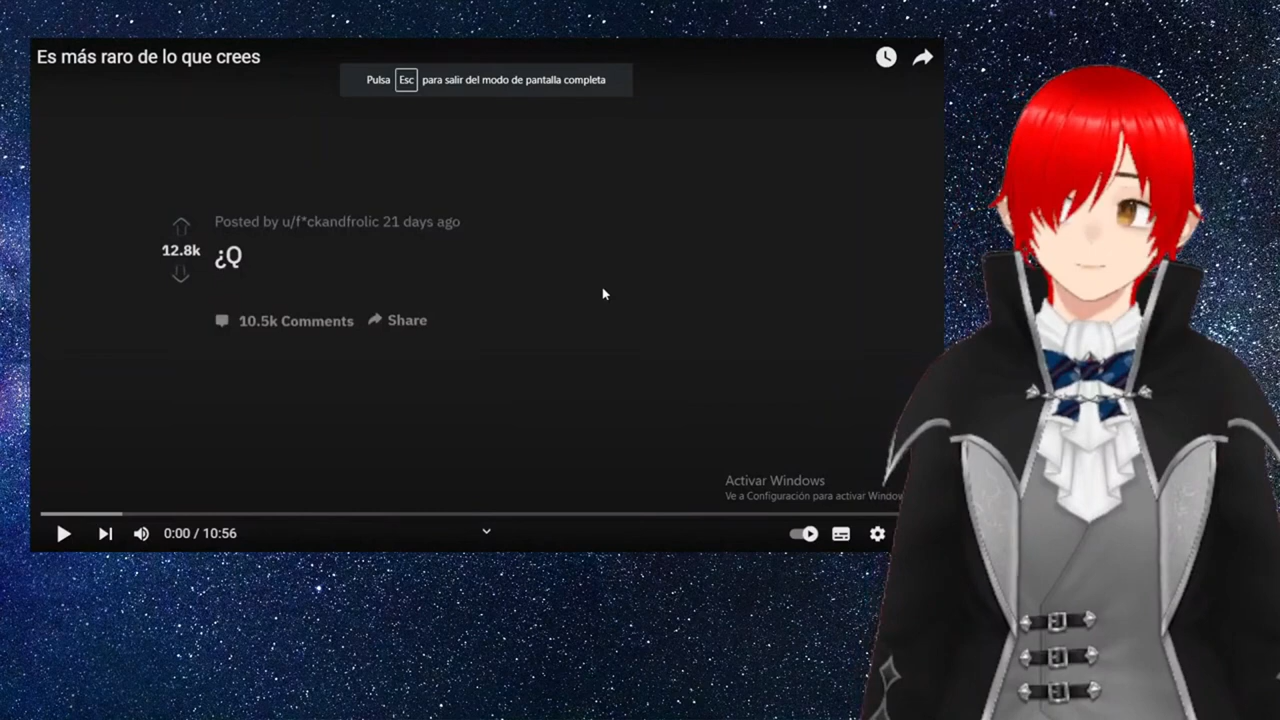 Es más raro de lo que crees
Pulsa Esc para salir del modo de pantalla completa
Posted by u/f*ckandfrolic 21 days ago
12.8k
¿Q
10.5k Comments
Share
Activar Windows
Ve a Configuración para activar Window
0:00 / 10:56